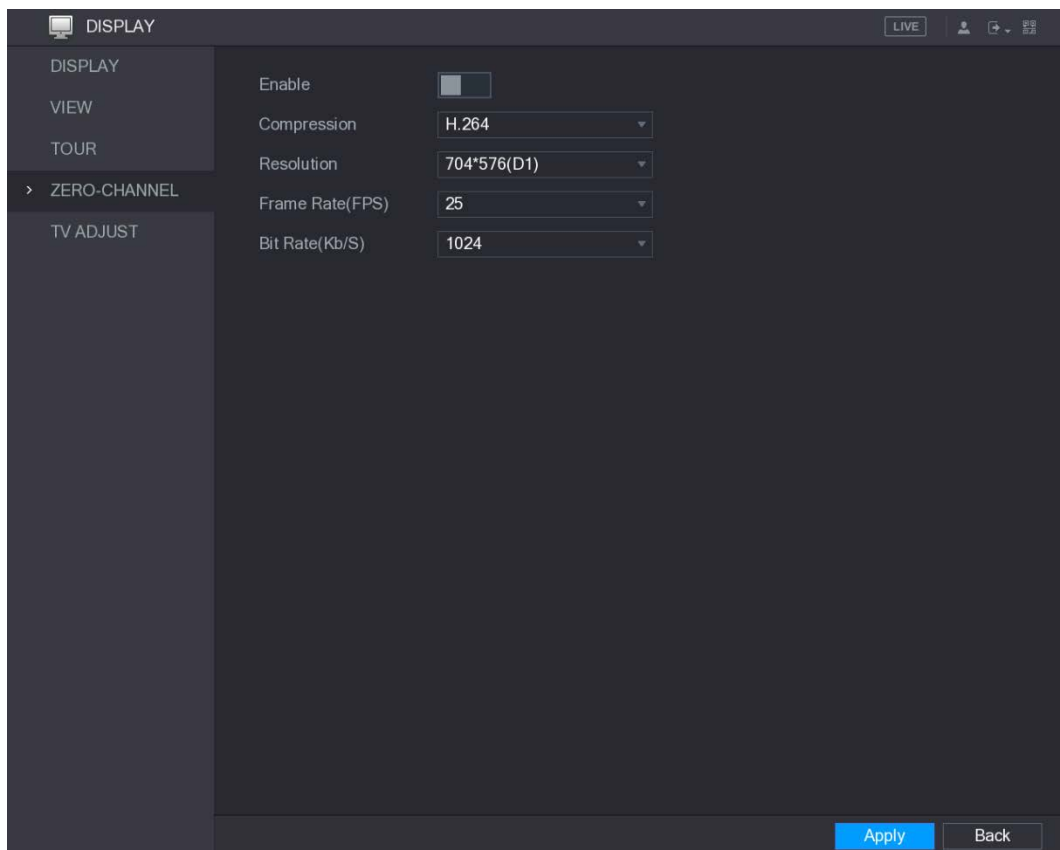 DISPLAY
LIVE
DISPLAY
VIEW
TOUR
ZERO-CHANNEL
TV ADJUST
Enable
Compression H.264
Resolution 704*576(D1)
Frame Rate(FPS) 25
Bit Rate(Kb/S) 1024
Apply Back